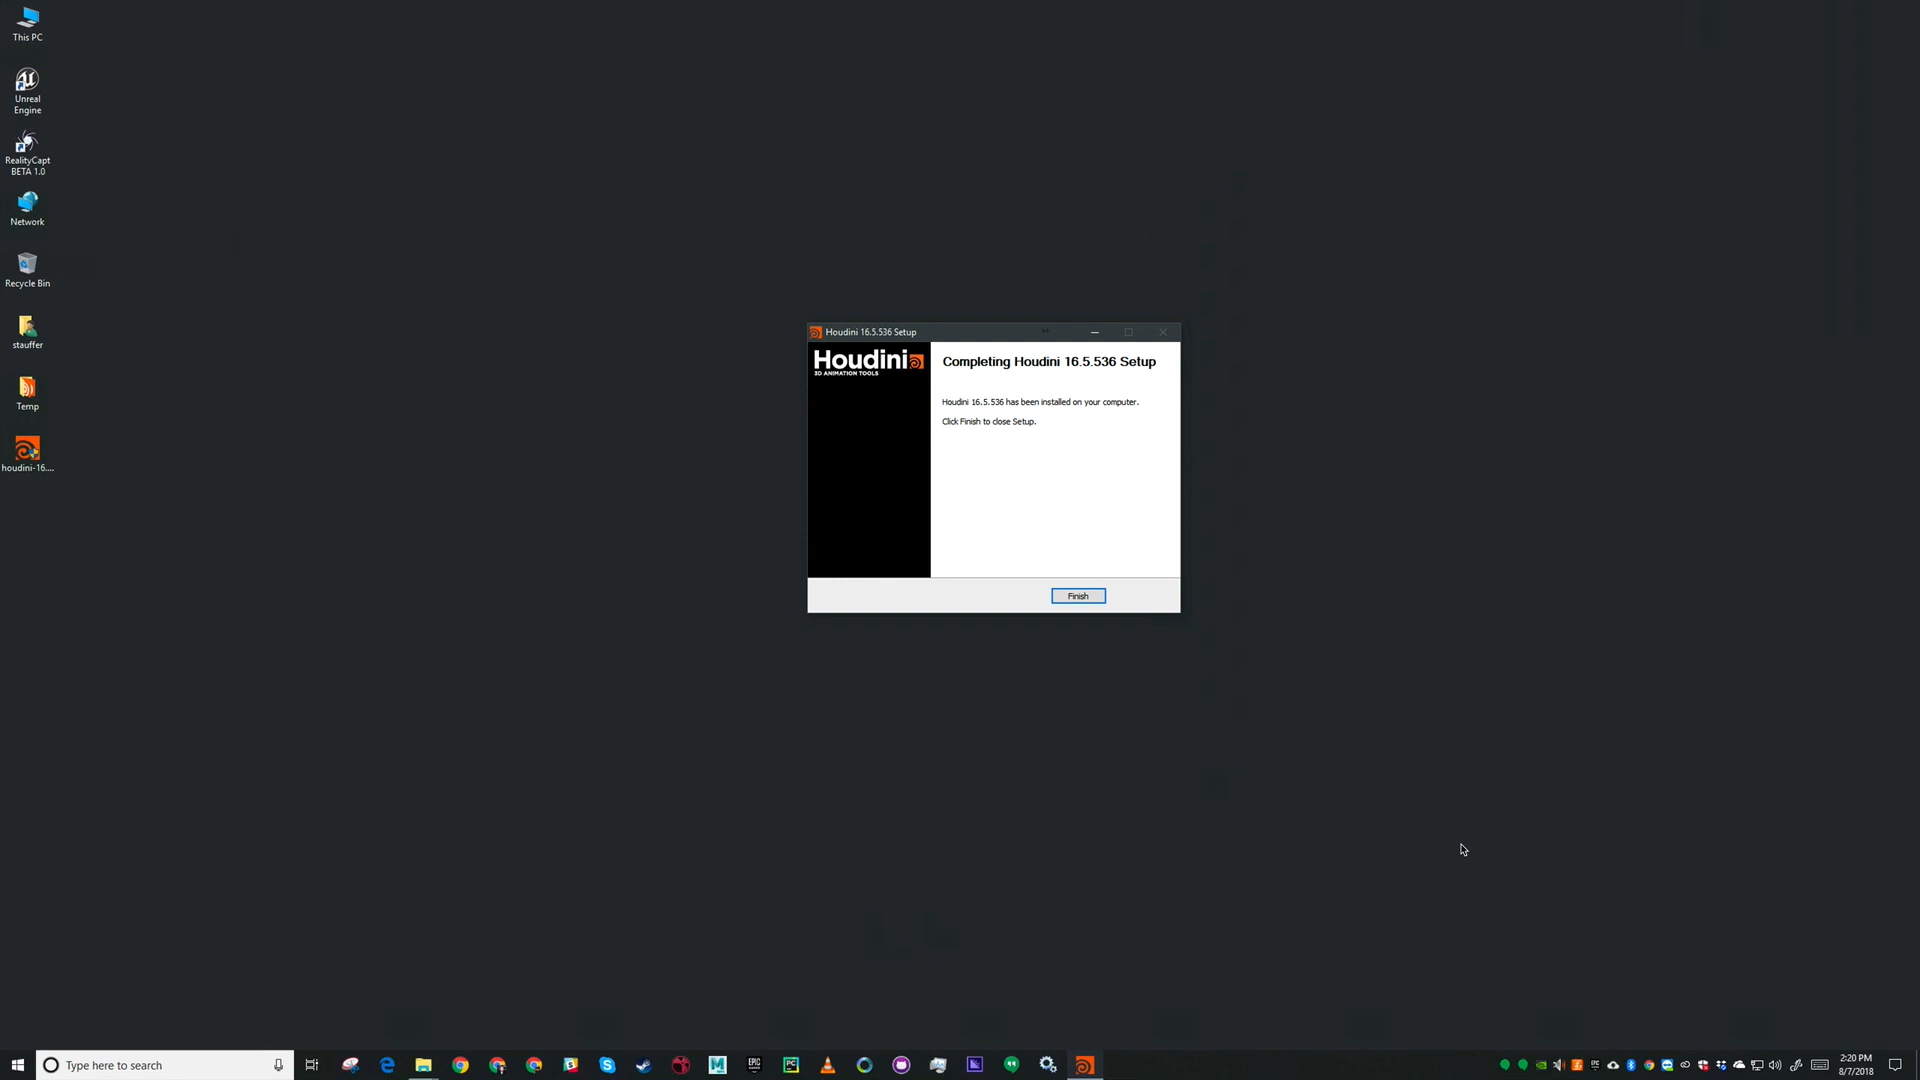 This PC
Unreal
Engine
RealityCapt
BETA 1.0
Network
Recycle Bin
stauffer
Temp
houdini-16....
Houdini 16.5.536 Setup
Houdini
3D ANIMATION TOOLS
Completing Houdini 16.5.536 Setup
Houdini 16.5.536 has been installed on your computer.
Click Finish to close Setup.
Finish
Type here to search
M
EPIC
PC
2:20 PM
8/7/2018